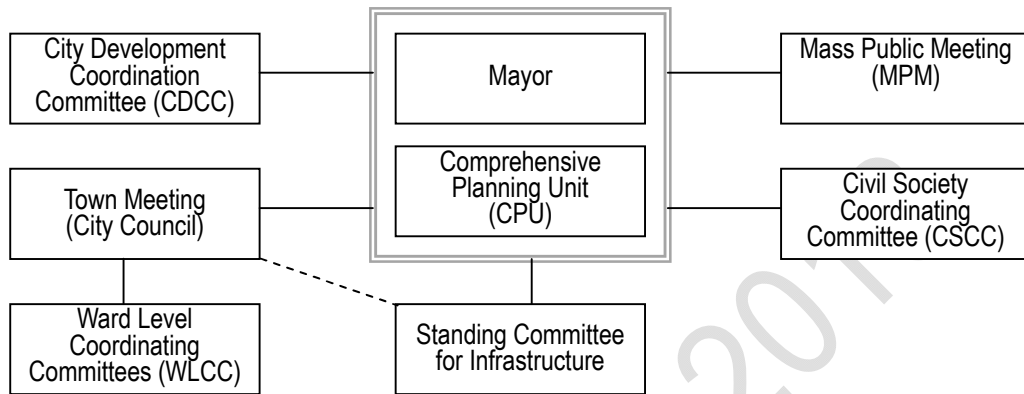 City Development
Coordination
Committee (CDCC)
Mayor
Mass Public Meeting
(MPM)
Town Meeting
(City Council)
Comprehensive
Planning Unit
(CPU)
Civil Society
Coordinating
Committee (CSCC)
Ward Level
Coordinating
Committees (WLCC)
Standing Committee
for Infrastructure